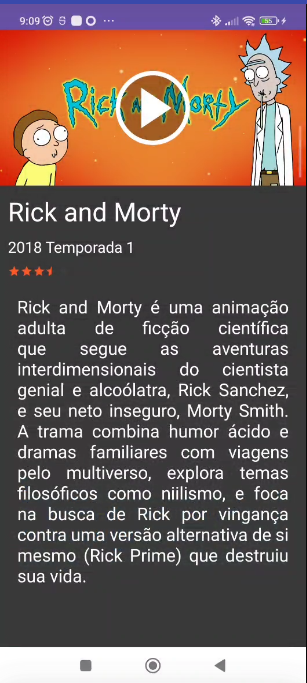 9:09
55
Rick and Morty
Rick and Morty
2018 Temporada 1
Rick and Morty é uma animação
adulta de ficção científica
que segue as aventuras
interdimensionais do cientista
genial e alcoólatra, Rick Sanchez,
e seu neto inseguro, Morty Smith.
A trama combina humor ácido e
dramas familiares com viagens
pelo multiverso, explora temas
filosóficos como niilismo, e foca
na busca de Rick por vingança
contra uma versão alternativa de si
mesmo (Rick Prime) que destruiu
sua vida.